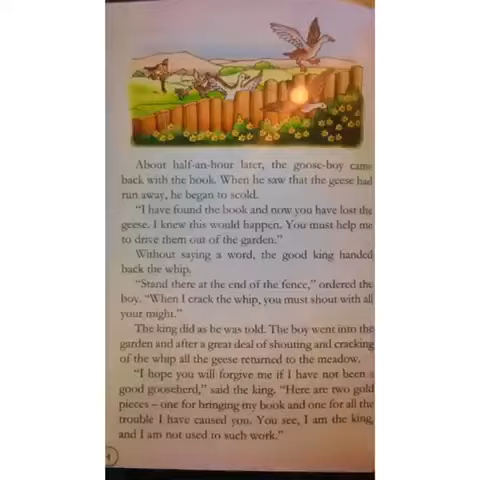 About half-an-hour later, the goose-boy came
back with the book. When he saw that the geese had
run away, he began to scold.
"I have found the book and now you have lost the
geese. I knew this would happen. You must help me
to drive them out of the garden."
Without saying a word, the good king handed
back the whip.
"Stand there at the end of the fence," ordered the
boy. "When I crack the whip, you must shout with all
your might."
The king did as he was told. The boy went into the
garden and after a great deal of shouting and cracking
of the whip all the geese returned to the meadow.
"I hope you will forgive me if I have not been a
good gooseherd," said the king. "Here are two gold
pieces – one for bringing my book and one for all the
trouble I have caused you. You see, I am the king,
and I am not used to such work."